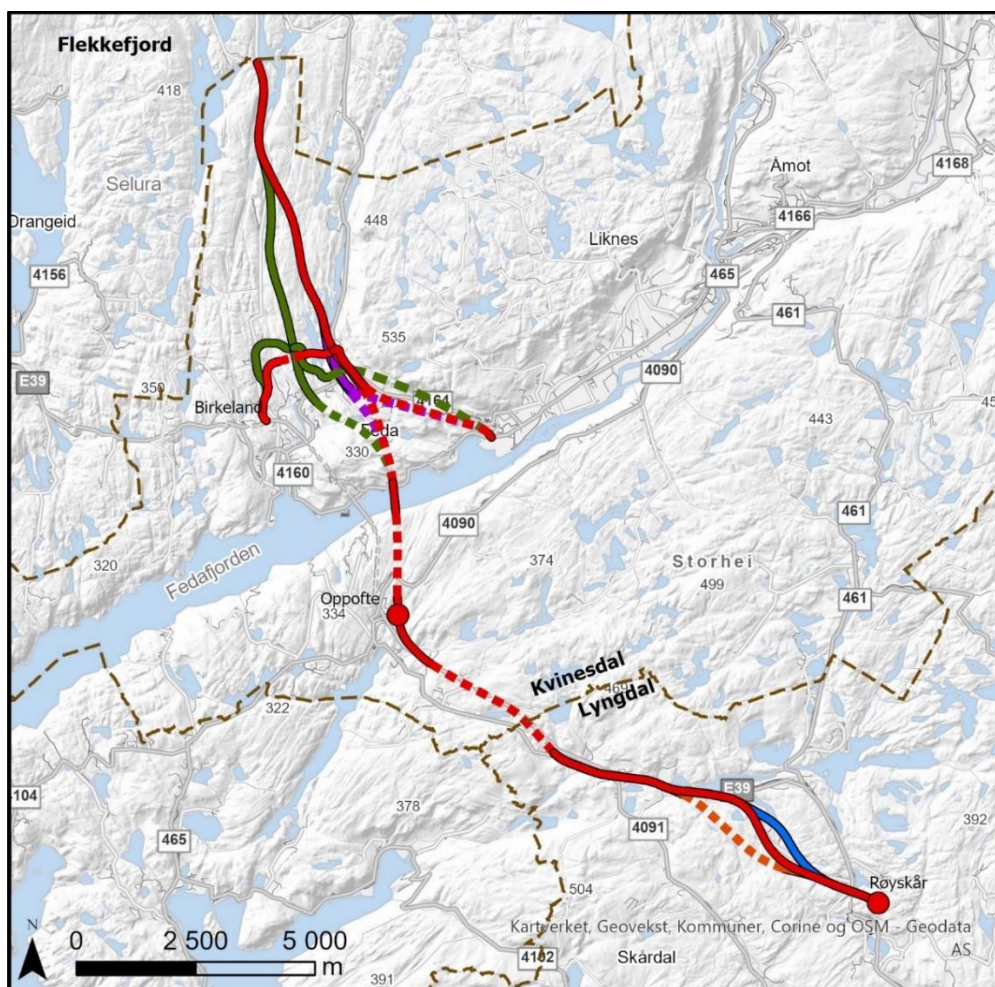 Flekkefjord
418
Selura
Åmot
4168
4166
448
Drangeid
Liknes
4156
465
461
535
E39
4090
350
4164
Birkeland
443
Feda
330
4160
4090
461
320
Fedafjorden
374
Storhei
499
Oppofte
334
461
Kvinesdal
469
Lyngdal
322
E39
104
378
4091
392
465
Røyskår
504
Kartverket, Geovekst, Kommuner, Corine og OSM - Geodata
AS
N
0 2 500 5 000
m
4102
Skårdal
391